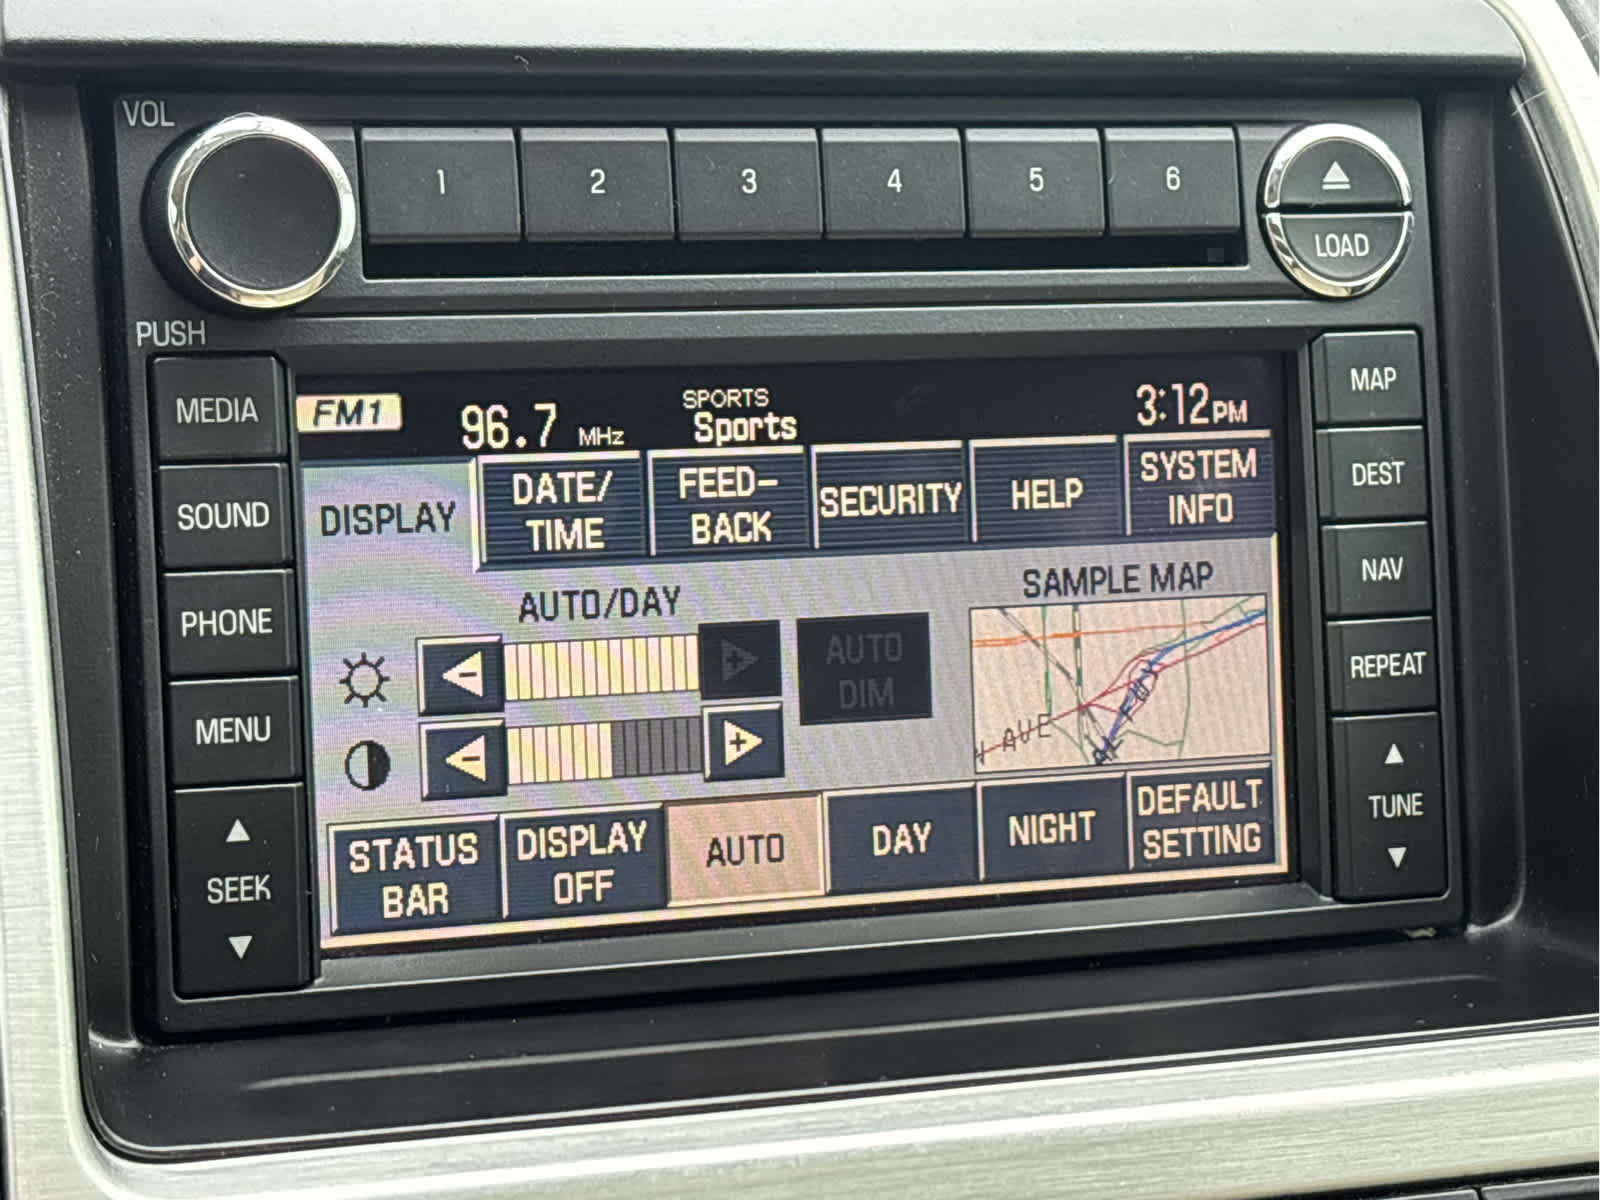 VOL
1 2 3 4 5 6
LOAD
PUSH
MEDIA
SOUND
PHONE
MENU
SEEK
FM1 96.7 MHz SPORTS
Sports
3:12PM
DISPLAY
DATE/
TIME
FEED-
BACK
SECURITY
HELP
SYSTEM
INFO
AUTO/DAY
SAMPLE MAP
AUTO
DIM
AVE
STATUS
BAR
DISPLAY
OFF
AUTO
DAY
NIGHT
DEFAULT
SETTING
MAP
DEST
NAV
REPEAT
TUNE